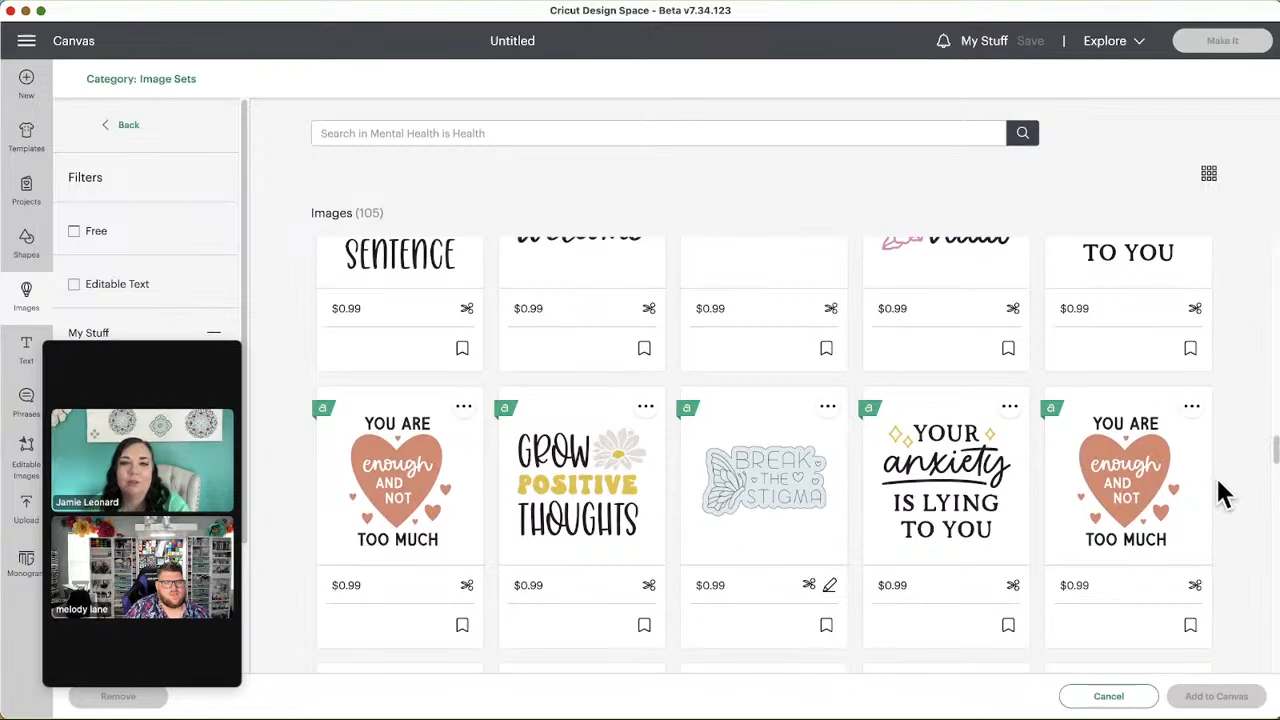 Cricut Design Space - Beta v7.34.123
Canvas
Untitled
My Stuff
Save
|
Explore
Make It
Category: Image Sets
New
Templates
Projects
Shapes
Images
Text
Phrases
Editable
Images
Upload
Monogram
Back
Filters
Free
Editable Text
My Stuff
Search in Mental Health is Health
Images (105)
SENTENCE
TO YOU
$0.99
$0.99
$0.99
$0.99
$0.99
a
YOU ARE
enough
AND
NOT
TOO MUCH
a
GROW
POSITIVE
THOUGHTS
a
BREAK
THE
STIGMA
a
YOUR
anxiety
IS LYING
TO YOU
a
YOU ARE
enough
AND
NOT
TOO MUCH
$0.99
$0.99
$0.99
$0.99
$0.99
Jamie Leonard
melody lane
Remove
Cancel
Add to Canvas